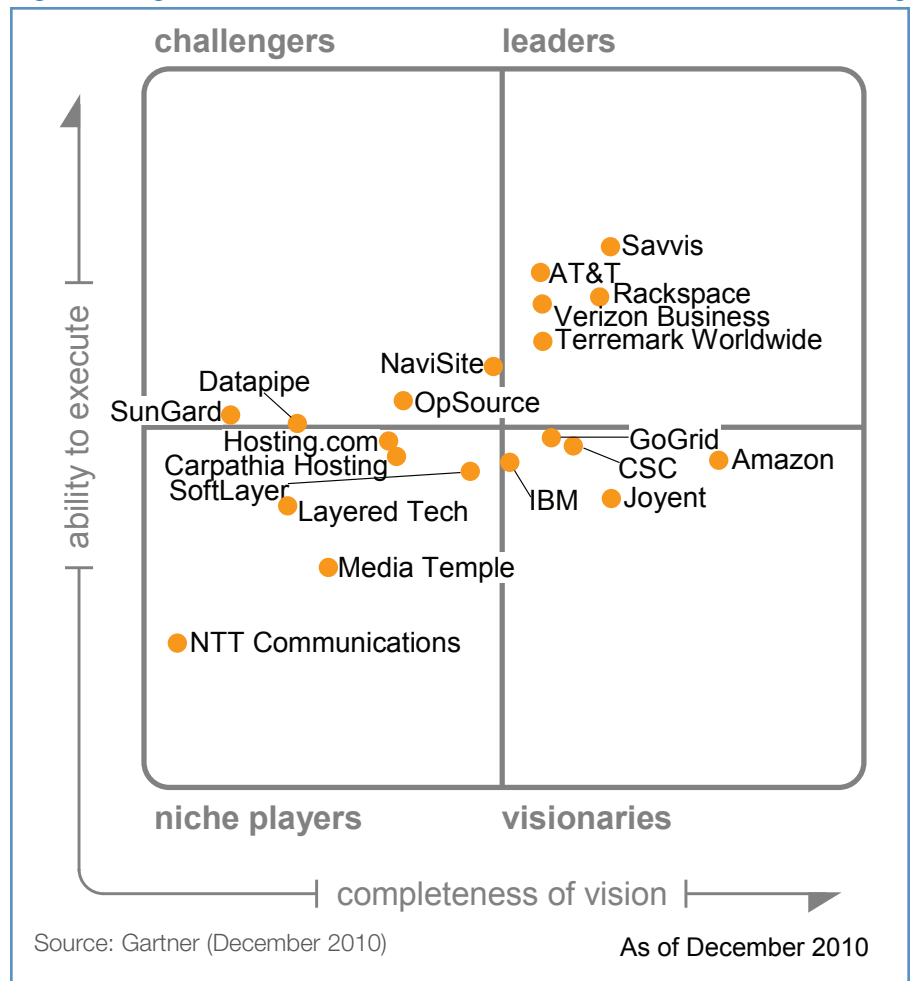 challengers
leaders
Savvis
AT&T
Rackspace
Verizon Business
Terremark Worldwide
NaviSite
Datapipe
OpSource
SunGard
Hosting.com
GoGrid
Carpathia Hosting
CSC
Amazon
SoftLayer
IBM
Joyent
Layered Tech
Media Temple
NTT Communications
niche players
visionaries
ability to execute
completeness of vision
Source: Gartner (December 2010)
As of December 2010